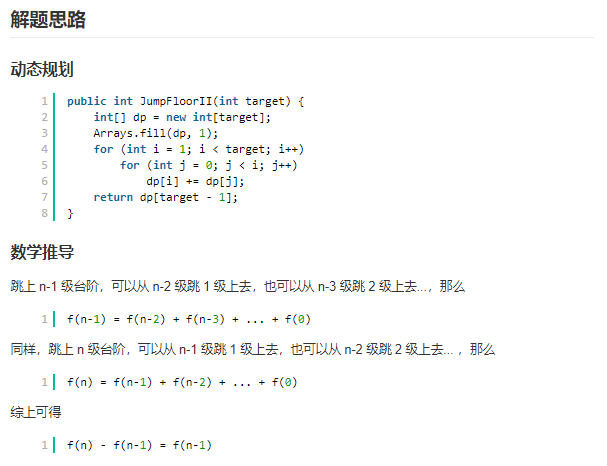 解题思路
动态规划
1 public int JumpFloorII(int target) {
2     int[] dp = new int[target];
3     Arrays.fill(dp, 1);
4     for (int i = 1; i < target; i++)
5         for (int j = 0; j < i; j++)
6             dp[i] += dp[j];
7     return dp[target - 1];
8 }
数学推导
跳上 n-1 级台阶，可以从 n-2 级跳 1 级上去，也可以从 n-3 级跳 2 级上去...，那么
1 f(n-1) = f(n-2) + f(n-3) + ... + f(0)
同样，跳上 n 级台阶，可以从 n-1 级跳 1 级上去，也可以从 n-2 级跳 2 级上去... ，那么
1 f(n) = f(n-1) + f(n-2) + ... + f(0)
综上可得
1 f(n) - f(n-1) = f(n-1)